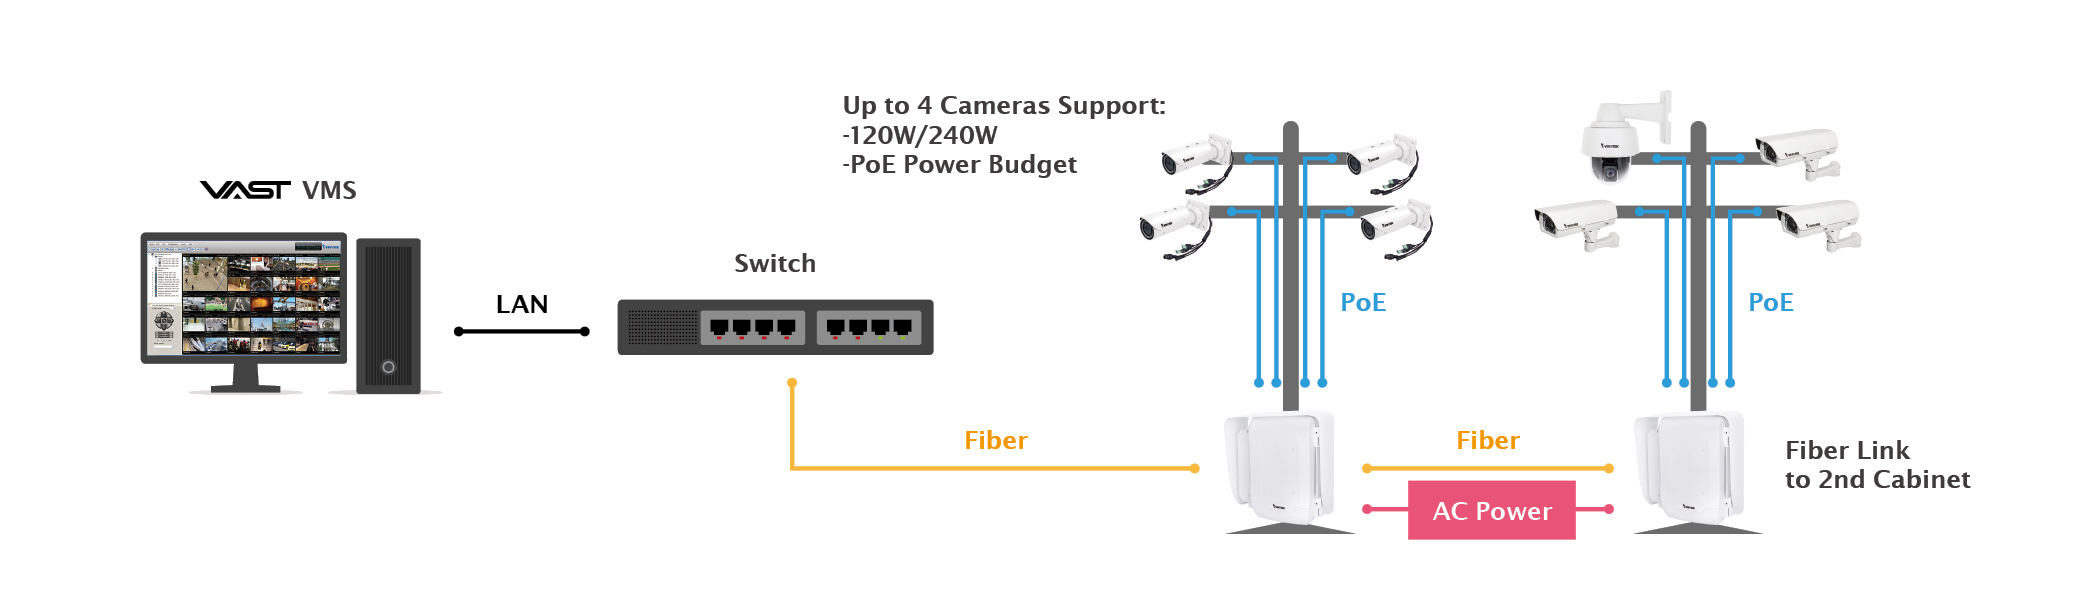 VAST VMS
LAN
Switch
Up to 4 Cameras Support:
-120W/240W
-PoE Power Budget
PoE
PoE
Fiber
Fiber
AC Power
Fiber Link
to 2nd Cabinet